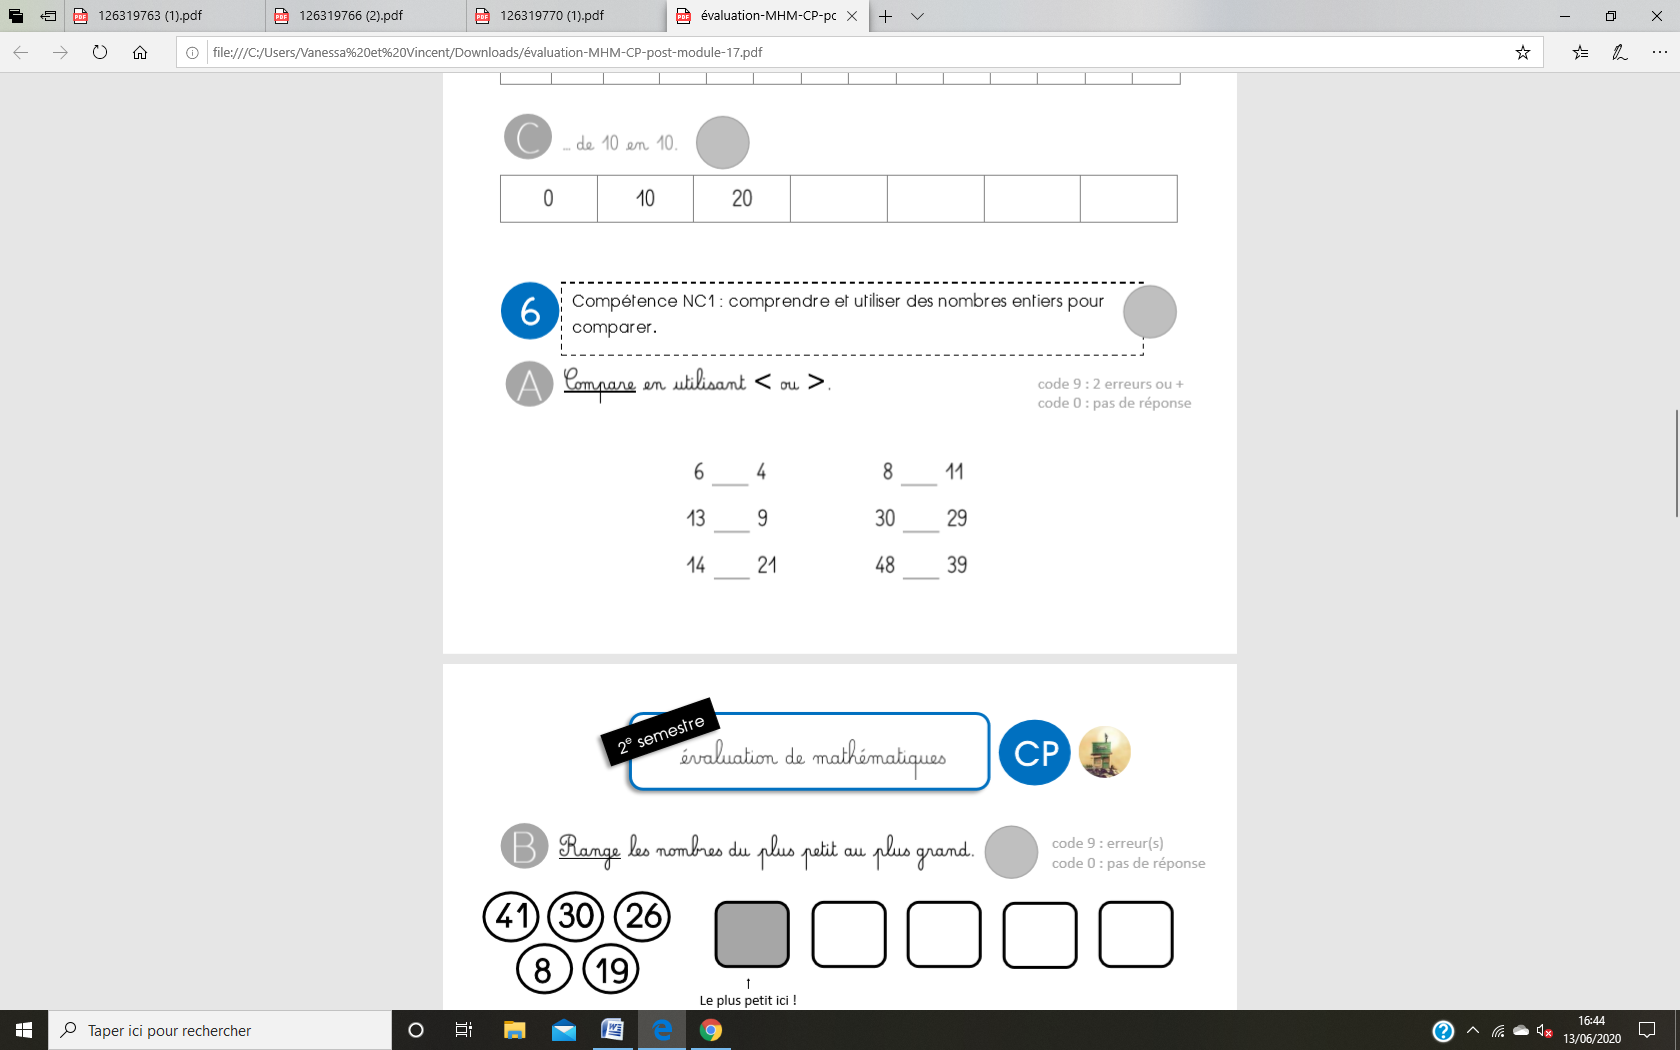 126319763 (1).pdf 126319766 (2).pdf 126319770 (1).pdf évaluation-MHM-CP-pc
file:///C:/Users/Vanessa%20et%20Vincent/Downloads/évaluation-MHM-CP-post-module-17.pdf
C ... de 10 en 10.
0 10 20
6 Compétence NC1 : comprendre et utiliser des nombres entiers pour
comparer.
A Compare en utilisant < ou >.
code 9 : 2 erreurs ou +
code 0 : pas de réponse
6 ___ 4 8 ___ 11
13 ___ 9 30 ___ 29
14 ___ 21 48 ___ 39
2e semestre
évaluation de mathématiques
CP
B Range les nombres du plus petit au plus grand.
code 9 : erreur(s)
code 0 : pas de réponse
41 30 26
8 19
↑
Le plus petit ici !
Taper ici pour rechercher
16:44
13/06/2020